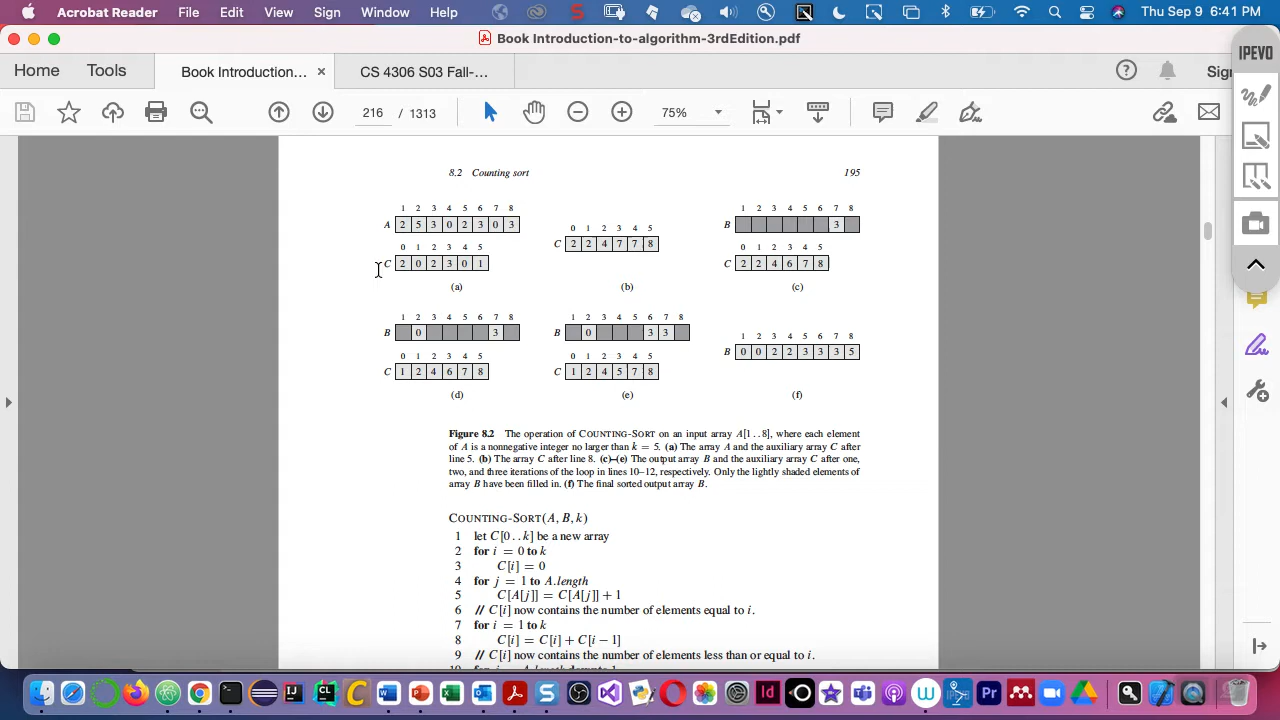 Acrobat Reader File Edit View Sign Window Help Thu Sep 9 6:41 PM
Book Introduction-to-algorithm-3rdEdition.pdf
Home Tools Book Introduction... × CS 4306 S03 Fall-... Sign
IPEVO
216 / 1313 75%
8.2 Counting sort 195
1 2 3 4 5 6 7 8
A 2 5 3 0 2 3 0 3
0 1 2 3 4 5
C 2 0 2 3 0 1
(a)
0 1 2 3 4 5
C 2 2 4 7 7 8
(b)
1 2 3 4 5 6 7 8
B 3
0 1 2 3 4 5
C 2 2 4 6 7 8
(c)
1 2 3 4 5 6 7 8
B 0 3
0 1 2 3 4 5
C 1 2 4 6 7 8
(d)
1 2 3 4 5 6 7 8
B 0 3 3
0 1 2 3 4 5
C 1 2 4 5 7 8
(e)
1 2 3 4 5 6 7 8
B 0 0 2 2 3 3 3 5
(f)
Figure 8.2 The operation of COUNTING-SORT on an input array A[1..8], where each element
of A is a nonnegative integer no larger than k = 5. (a) The array A and the auxiliary array C after
line 5. (b) The array C after line 8. (c)–(e) The output array B and the auxiliary array C after one,
two, and three iterations of the loop in lines 10–12, respectively. Only the lightly shaded elements of
array B have been filled in. (f) The final sorted output array B.
COUNTING-SORT(A, B, k)
1 let C[0..k] be a new array
2 for i = 0 to k
3 C[i] = 0
4 for j = 1 to A.length
5 C[A[j]] = C[A[j]] + 1
6 // C[i] now contains the number of elements equal to i.
7 for i = 1 to k
8 C[i] = C[i] + C[i − 1]
9 // C[i] now contains the number of elements less than or equal to i.